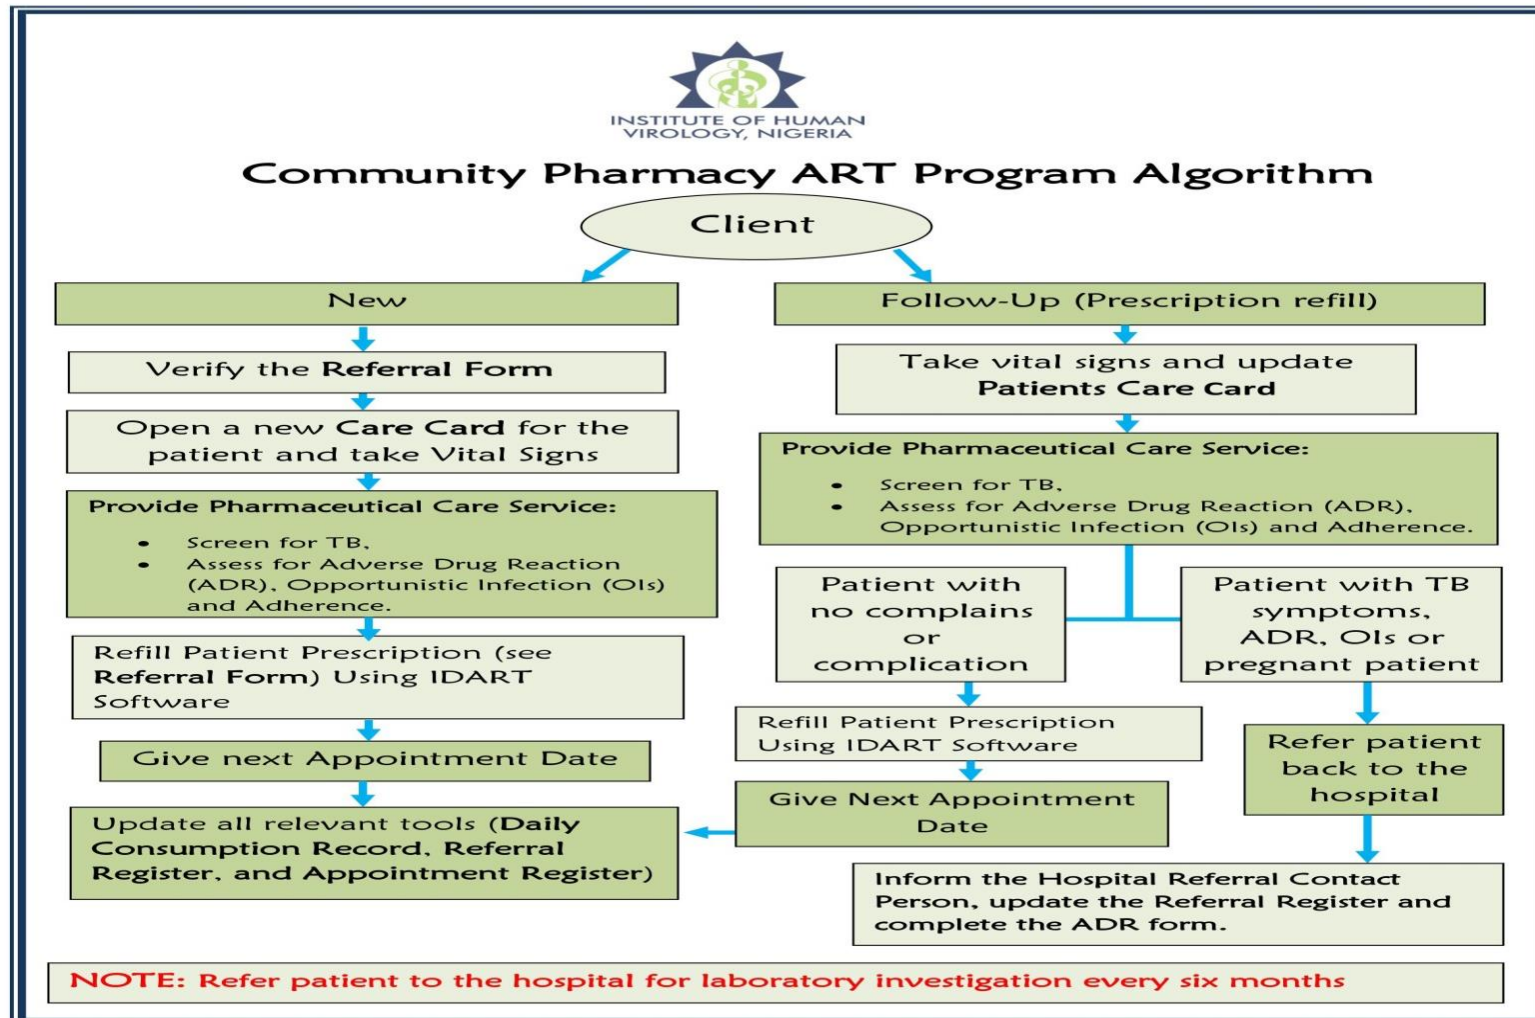 INSTITUTE OF HUMAN
VIROLOGY, NIGERIA
Community Pharmacy ART Program Algorithm
Client
New
Verify the Referral Form
Open a new Care Card for the
patient and take Vital Signs
Provide Pharmaceutical Care Service:
• Screen for TB,
• Assess for Adverse Drug Reaction
(ADR), Opportunistic Infection (OIs)
and Adherence.
Refill Patient Prescription (see
Referral Form) Using IDART
Software
Give next Appointment Date
Update all relevant tools (Daily
Consumption Record, Referral
Register, and Appointment Register)
Follow-Up (Prescription refill)
Take vital signs and update
Patients Care Card
Provide Pharmaceutical Care Service:
• Screen for TB,
• Assess for Adverse Drug Reaction (ADR),
Opportunistic Infection (OIs) and Adherence.
Patient with
no complains
or
complication
Refill Patient Prescription
Using IDART Software
Give Next Appointment
Date
Patient with TB
symptoms,
ADR, OIs or
pregnant patient
Refer patient
back to the
hospital
Inform the Hospital Referral Contact
Person, update the Referral Register and
complete the ADR form.
NOTE: Refer patient to the hospital for laboratory investigation every six months